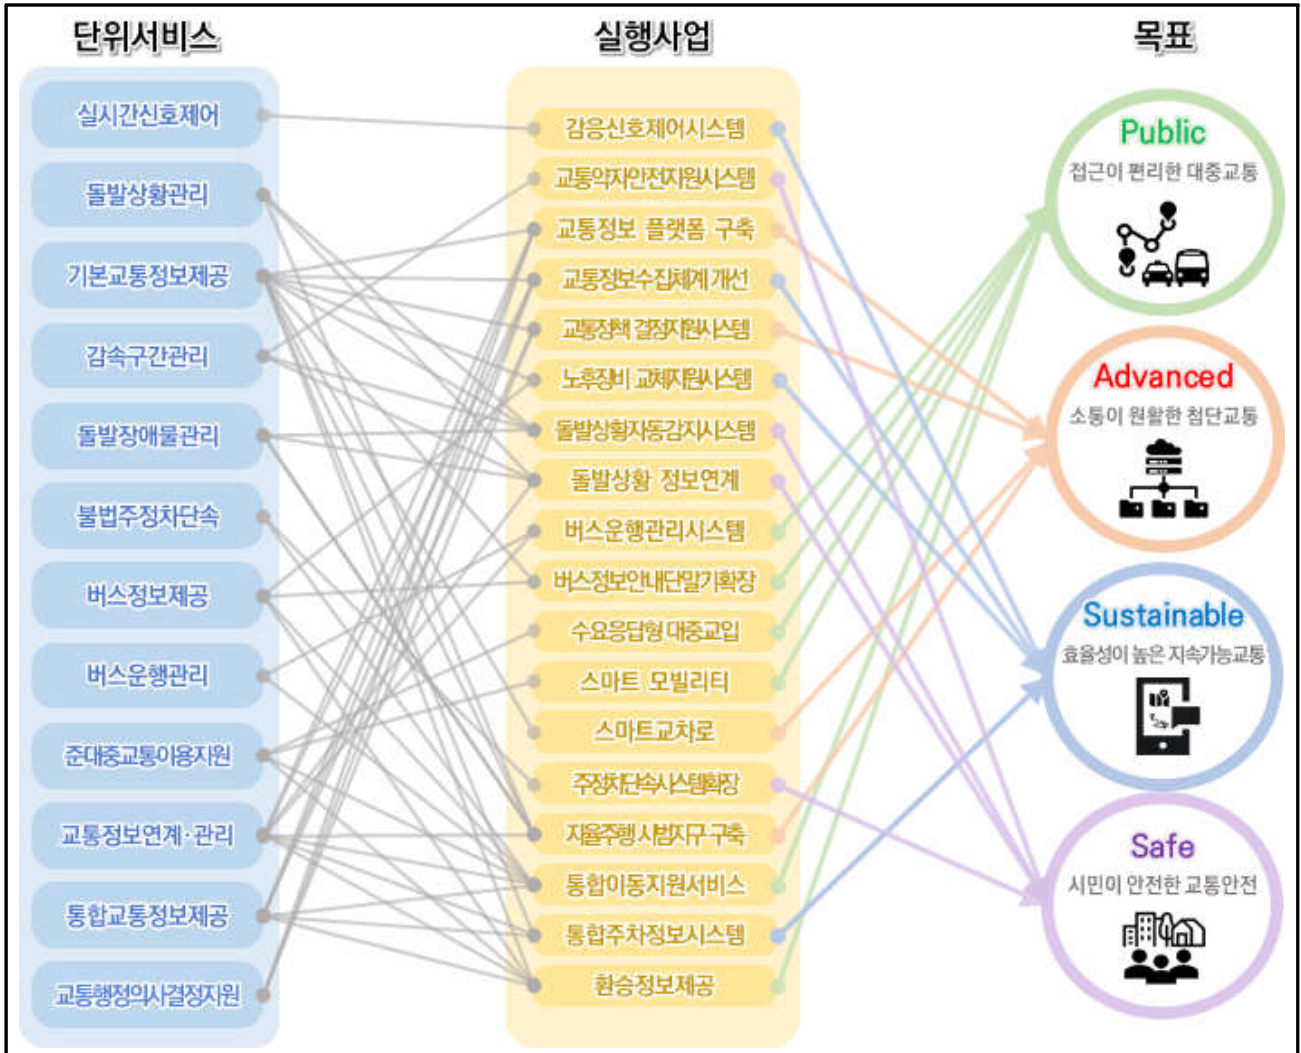 단위서비스
실시간신호제어
돌발상황관리
기본교통정보제공
감속구간관리
돌발장애물관리
불법주정차단속
버스정보제공
버스운행관리
준대중교통이용지원
교통정보연계·관리
통합교통정보제공
교통행정의사결정지원
실행사업
감응신호제어시스템
교통약자안전지원시스템
교통정보 플랫폼 구축
교통정보수집체계 개선
교통정책 결정지원시스템
노후장비 교체지원시스템
돌발상황자동감지시스템
돌발상황 정보연계
버스운행관리시스템
버스정보안내단말기확장
수요응답형 대중교입
스마트 모빌리티
스마트교차로
주정차단속시스템확장
자율주행 시범지구 구축
통합이동지원서비스
통합주차정보시스템
환승정보제공
목표
Public
접근이 편리한 대중교통
Advanced
소통이 원활한 첨단교통
Sustainable
효율성이 높은 지속가능교통
Safe
시민이 안전한 교통안전